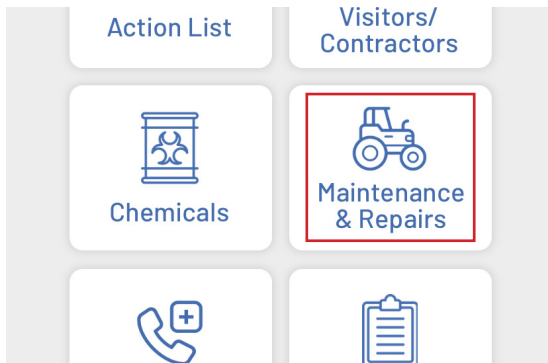 Action List
Visitors/
Contractors
Chemicals
Maintenance
& Repairs